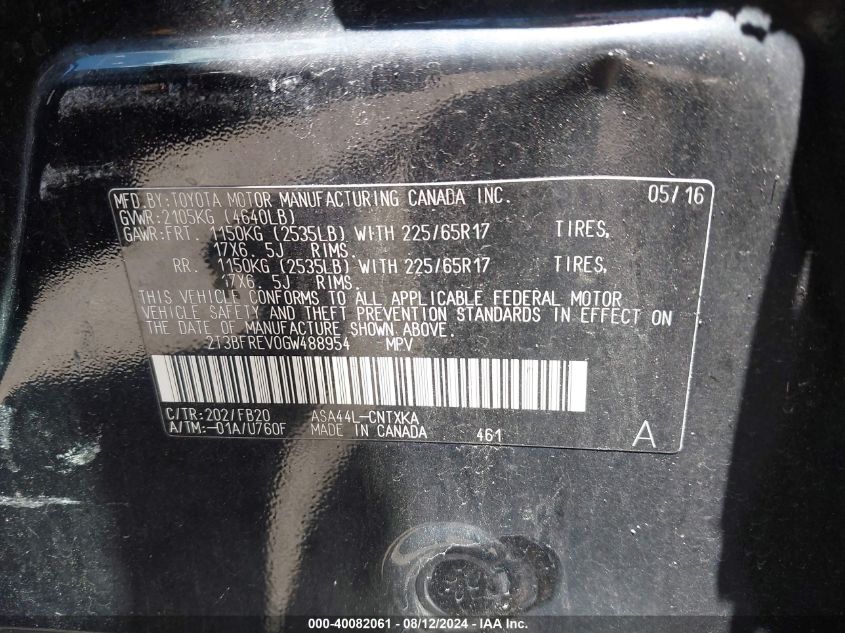 MFD.BY:TOYOTA MOTOR MANUFACTURING CANADA INC. 05/16
GVWR:2105KG (4640LB)
GAWR:FRT. 1150KG (2535LB) WITH 225/65R17 TIRES,
17X6.5J RIMS.
RR. 1150KG (2535LB) WITH 225/65R17 TIRES,
17X6.5J RIMS.
THIS VEHICLE CONFORMS TO ALL APPLICABLE FEDERAL MOTOR
VEHICLE SAFETY AND THEFT PREVENTION STANDARDS IN EFFECT ON
THE DATE OF MANUFACTURE SHOWN ABOVE.
2T3BFREV0GW488954 MPV
C/TR:202/FB20 ASA44L-CNTXKA
A/TM:-01A/U760F MADE IN CANADA 461 A
000-40082061 - 08/12/2024 - IAA Inc.